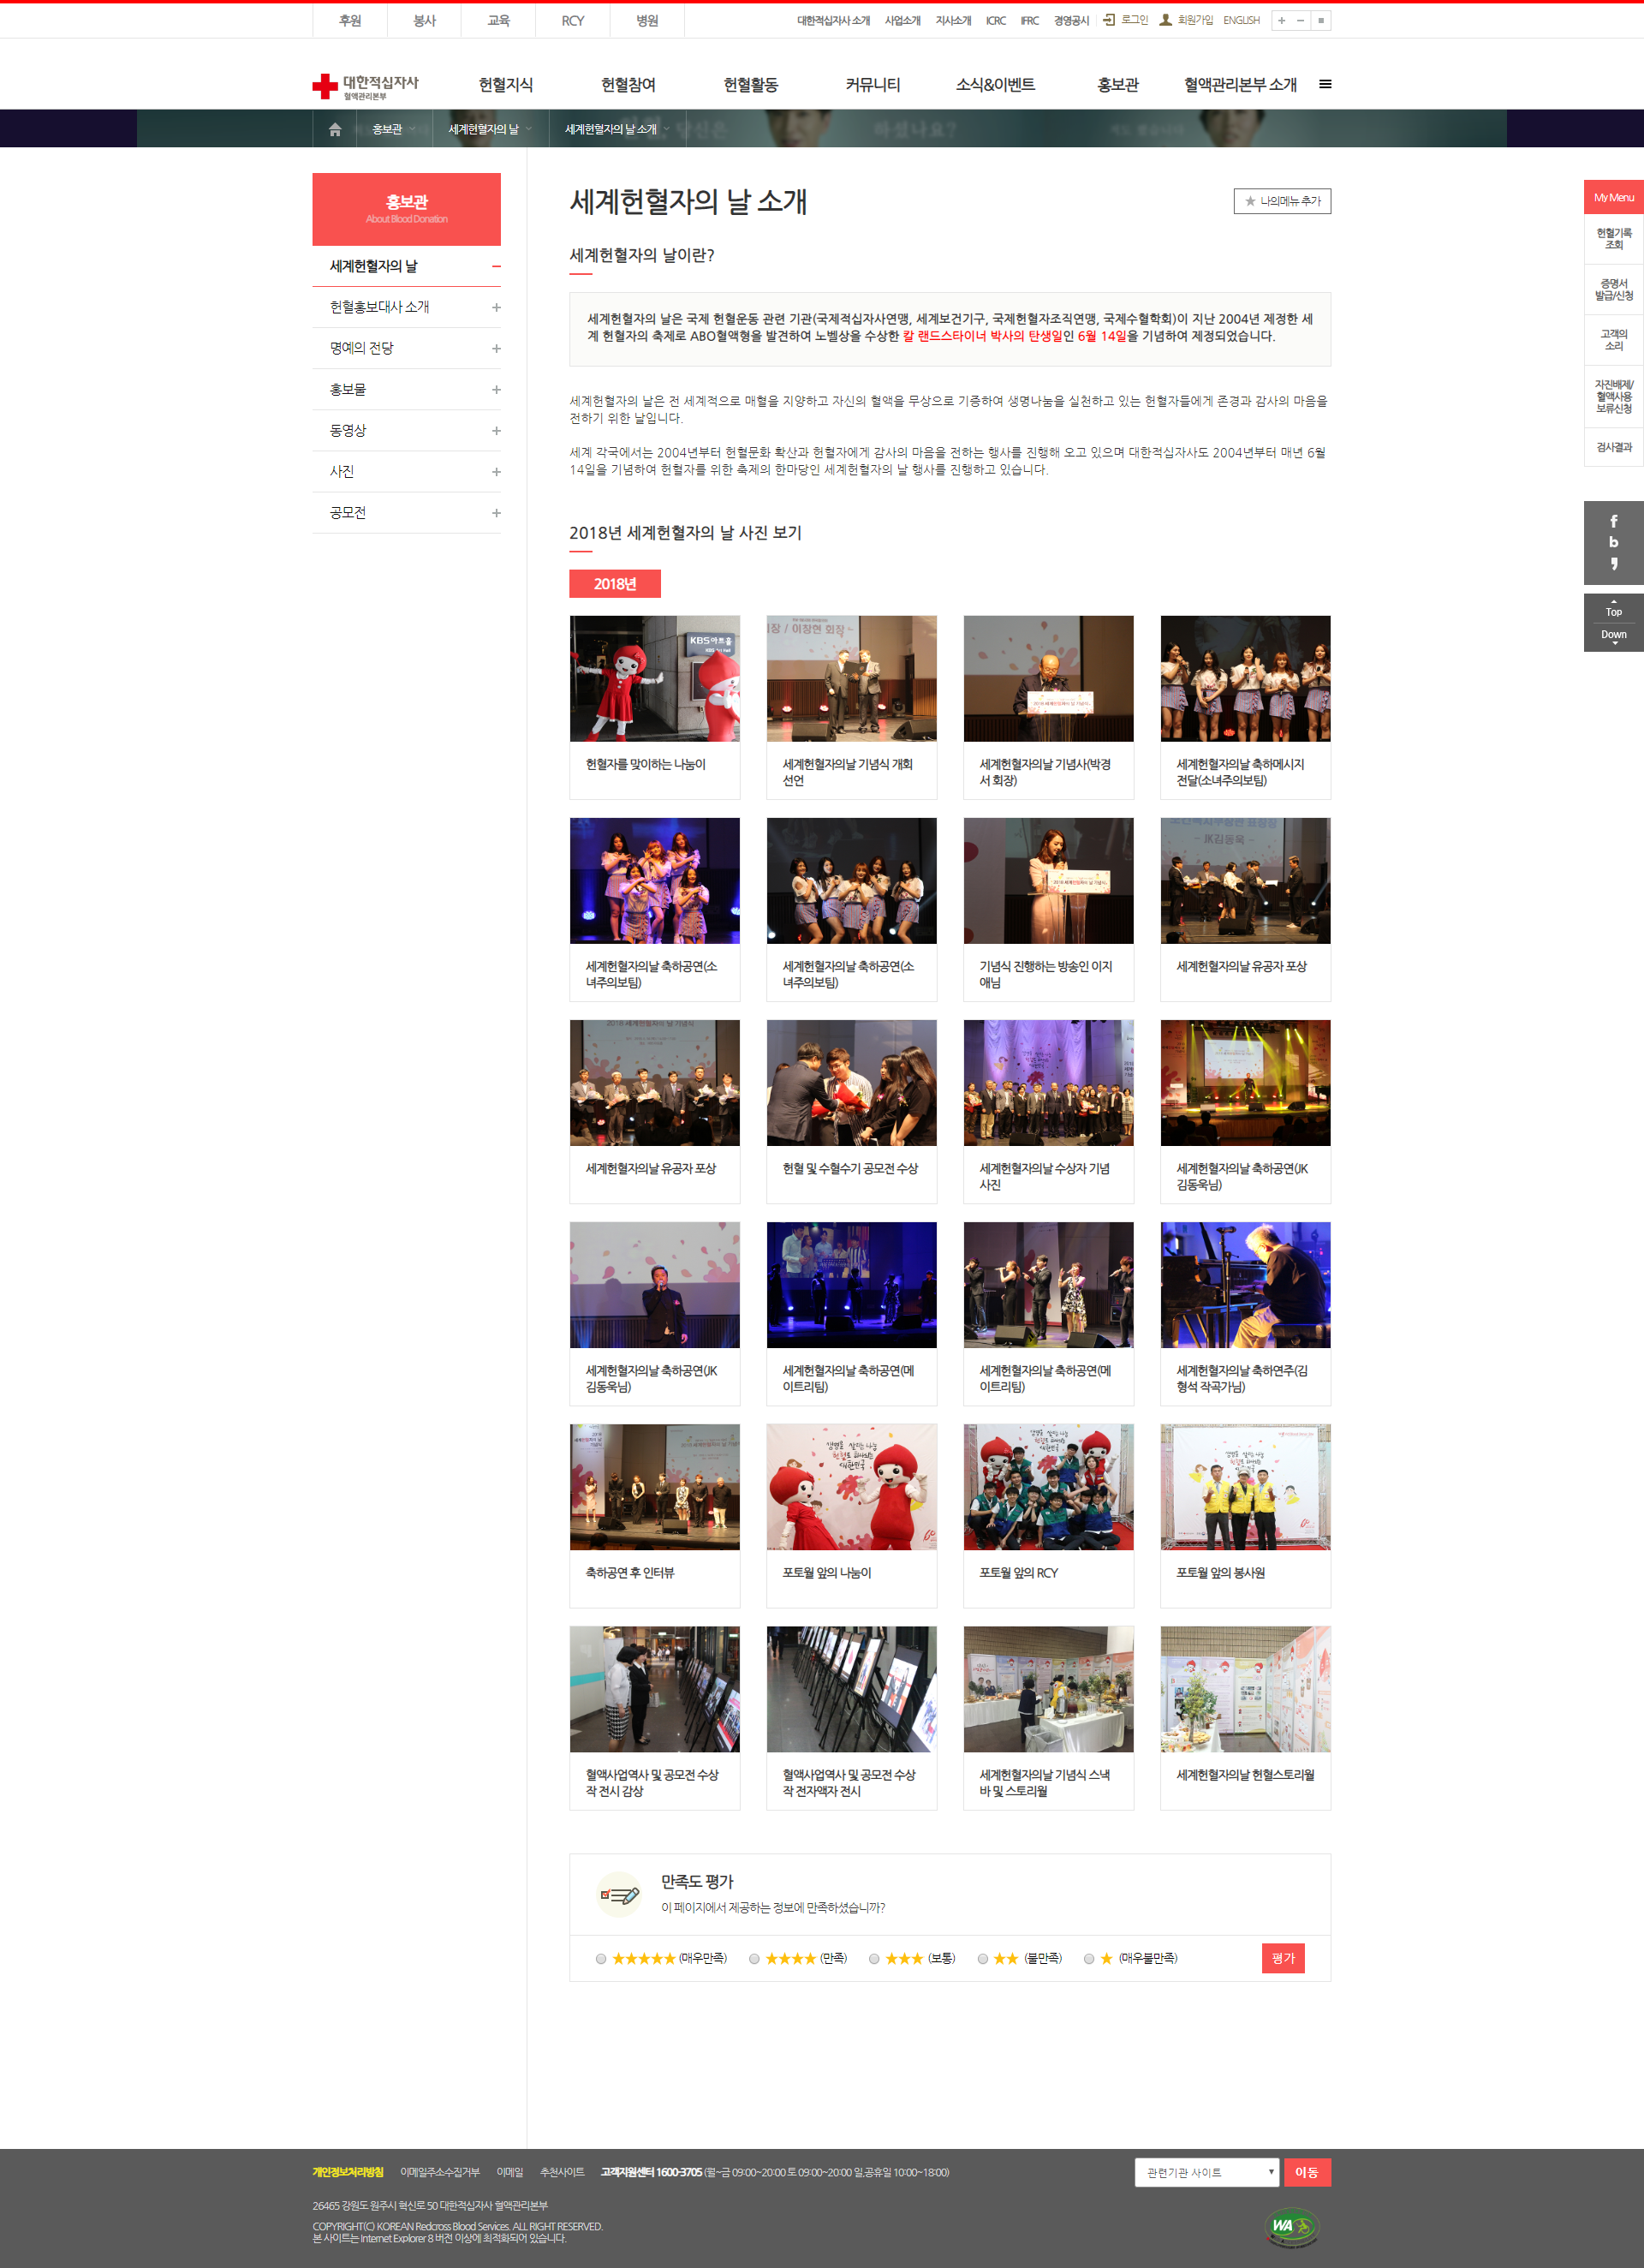 후원 봉사 교육 RCY 병원 대한적십자사 소개 사업소개 지사소개 ICRC IFRC 경영공시 로그인 회원가입 ENGLISH
대한적십자사
혈액관리본부
헌혈지식 헌혈참여 헌혈활동 커뮤니티 소식&이벤트 홍보관 혈액관리본부 소개
홍보관 세계헌혈자의 날 세계헌혈자의 날 소개
홍보관
About Blood Donation
세계헌혈자의 날
헌혈홍보대사 소개
명예의 전당
홍보물
동영상
사진
공모전
세계헌혈자의 날 소개
나의메뉴 추가
세계헌혈자의 날이란?
세계헌혈자의 날은 국제 헌혈운동 관련 기관(국제적십자사연맹, 세계보건기구, 국제헌혈자조직연맹, 국제수혈학회)이 지난 2004년 제정한 세
계 헌혈자의 축제로 ABO혈액형을 발견하여 노벨상을 수상한 칼 랜드스타이너 박사의 탄생일인 6월 14일을 기념하여 제정되었습니다.
세계헌혈자의 날은 전 세계적으로 매혈을 지양하고 자신의 혈액을 무상으로 기증하여 생명나눔을 실천하고 있는 헌혈자들에게 존경과 감사의 마음을
전하기 위한 날입니다.
세계 각국에서는 2004년부터 헌혈문화 확산과 헌혈자에게 감사의 마음을 전하는 행사를 진행해 오고 있으며 대한적십자사도 2004년부터 매년 6월
14일을 기념하여 헌혈자를 위한 축제의 한마당인 세계헌혈자의 날 행사를 진행하고 있습니다.
2018년 세계헌혈자의 날 사진 보기
2018년
KBS아트홀
장 / 이창현 회장 -
헌혈자를 맞이하는 나눔이
세계헌혈자의날 기념식 개회
선언
세계헌혈자의날 기념사(박경
서 회장)
세계헌혈자의날 축하메시지
전달(소녀주의보팀)
- JK김동욱 -
세계헌혈자의날 축하공연(소
녀주의보팀)
세계헌혈자의날 축하공연(소
녀주의보팀)
기념식 진행하는 방송인 이지
애님
세계헌혈자의날 유공자 포상
세계헌혈자의날 유공자 포상
헌혈 및 수혈수기 공모전 수상
세계헌혈자의날 수상자 기념
사진
세계헌혈자의날 축하공연(JK
김동욱님)
세계헌혈자의날 축하공연(JK
김동욱님)
세계헌혈자의날 축하공연(메
이트리팀)
세계헌혈자의날 축하공연(메
이트리팀)
세계헌혈자의날 축하연주(김
형석 작곡가님)
축하공연 후 인터뷰
포토월 앞의 나눔이
포토월 앞의 RCY
포토월 앞의 봉사원
혈액사업역사 및 공모전 수상
작 전시 감상
혈액사업역사 및 공모전 수상
작 전자액자 전시
세계헌혈자의날 기념식 스낵
바 및 스토리월
세계헌혈자의날 헌혈스토리월
만족도 평가
이 페이지에서 제공하는 정보에 만족하셨습니까?
★★★★★ (매우만족) ★★★★ (만족) ★★★ (보통) ★★ (불만족) ★ (매우불만족) 평가
My Menu
헌혈기록
조회
증명서
발급/신청
고객의
소리
자진배제/
혈액사용
보류신청
검사결과
Top
Down
개인정보처리방침 이메일주소수집거부 이메일 추천사이트 고객지원센터 1600-3705 (월~금 09:00~20:00 토 09:00~20:00 일,공휴일 10:00~18:00) 관련기관 사이트 이동
26465 강원도 원주시 혁신로 50 대한적십자사 혈액관리본부
COPYRIGHT(C) KOREAN Redcross Blood Services. ALL RIGHT RESERVED.
본 사이트는 Internet Explorer 8 버전 이상에 최적화되어 있습니다.
WA